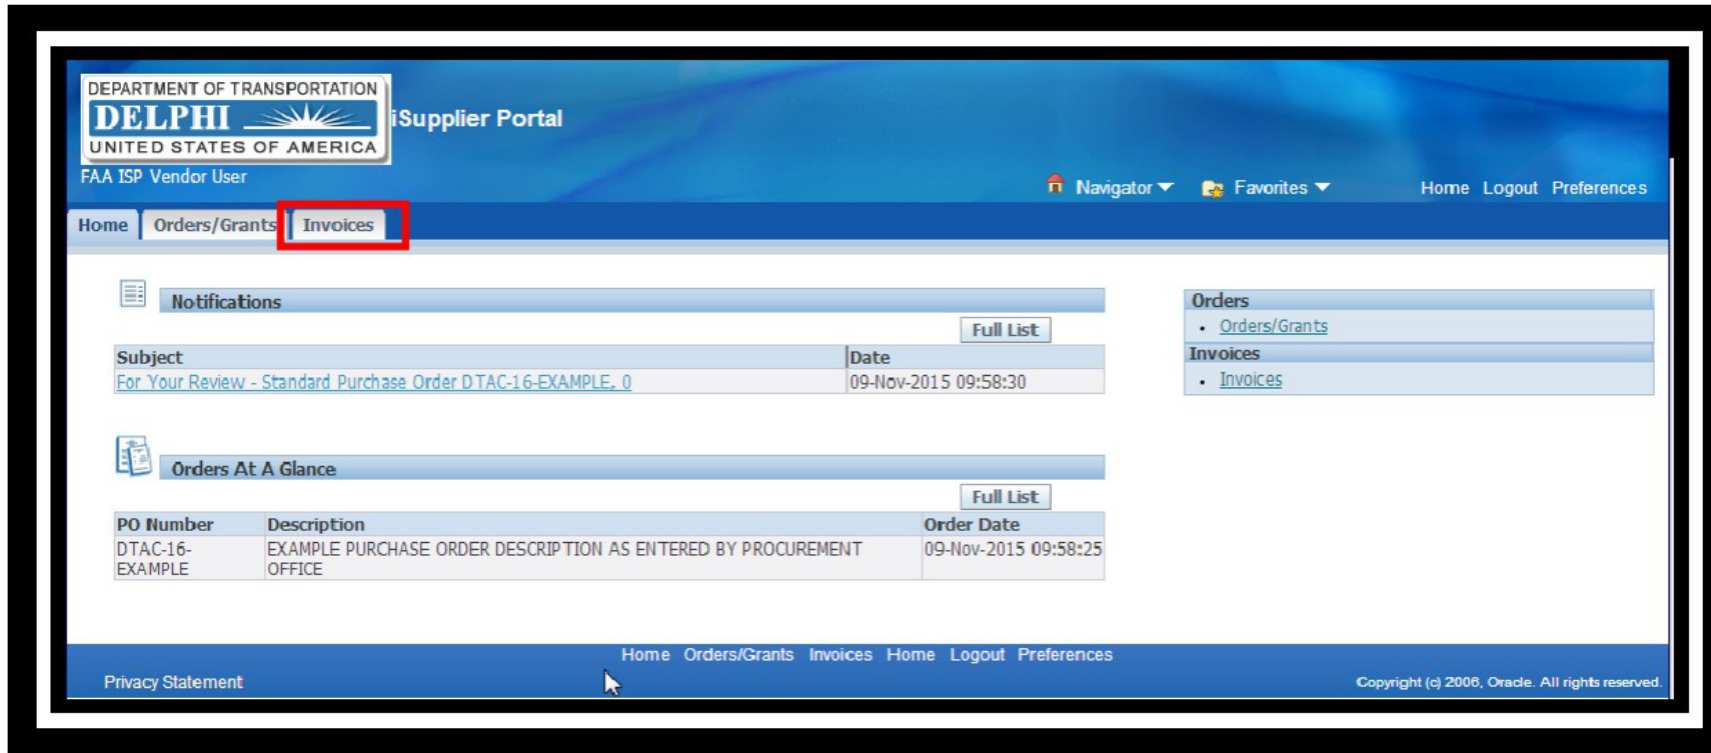 DEPARTMENT OF TRANSPORTATION
DELPHI
UNITED STATES OF AMERICA
iSupplier Portal
FAA ISP Vendor User
Navigator Favorites Home Logout Preferences
Home Orders/Grants Invoices
Notifications
Full List
Subject Date
For Your Review - Standard Purchase Order DTAC-16-EXAMPLE, 0 09-Nov-2015 09:58:30
Orders
• Orders/Grants
Invoices
• Invoices
Orders At A Glance
Full List
PO Number Description Order Date
DTAC-16- EXAMPLE PURCHASE ORDER DESCRIPTION AS ENTERED BY PROCUREMENT 09-Nov-2015 09:58:25
EXAMPLE OFFICE
Home Orders/Grants Invoices Home Logout Preferences
Privacy Statement Copyright (c) 2006, Oracle. All rights reserved.